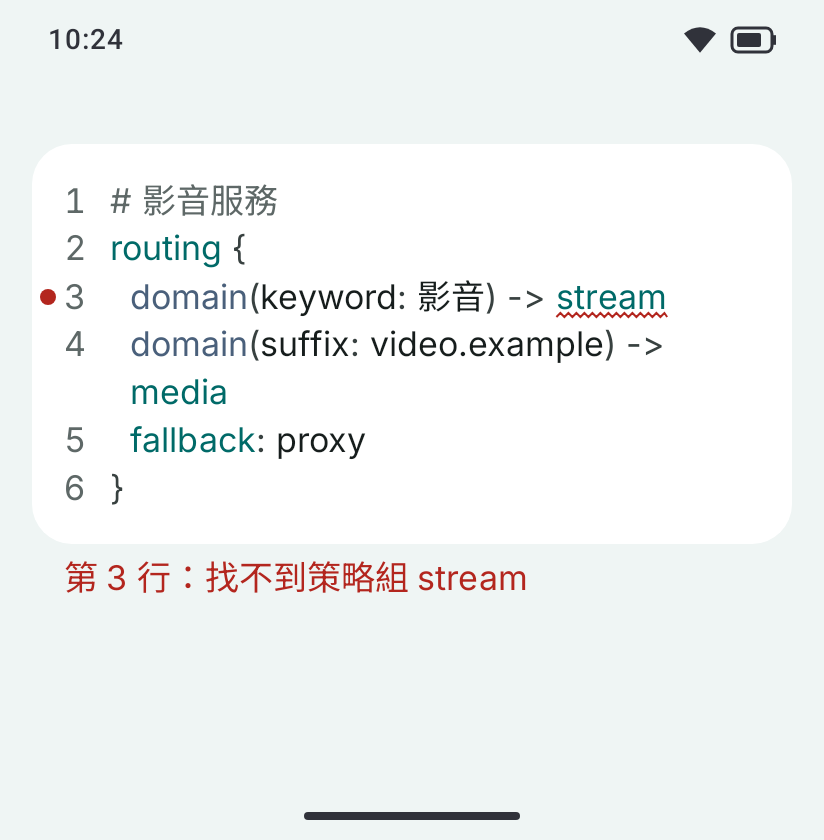 10:24
1 # 影音服務
2 routing {
3 domain(keyword: 影音) -> stream
4 domain(suffix: video.example) ->
media
5 fallback: proxy
6 }
第 3 行：找不到策略組 stream